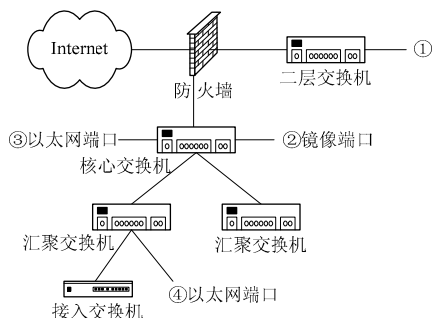 Internet
①
二层交换机
防火墙
③以太网端口
②镜像端口
核心交换机
汇聚交换机
汇聚交换机
④以太网端口
接入交换机